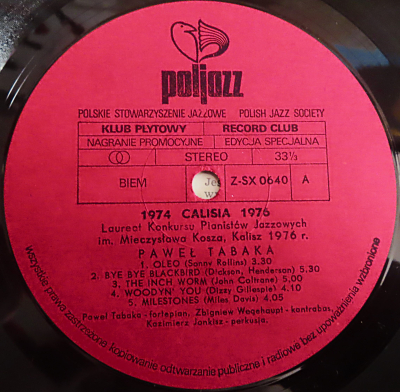 poljazz
POLSKIE STOWARZYSZENIE JAZZOWE POLISH JAZZ SOCIETY
KLUB PŁYTOWY RECORD CLUB
NAGRANIE PROMOCYJNE EDYCJA SPECJALNA
STEREO 33⅓
BIEM Z-SX 0640 A
1974 CALISIA 1976
Laureat Konkursu Pianistów Jazzowych
im. Mieczysława Kosza, Kalisz 1976 r.
PAWEŁ TABAKA
1. OLEO (Sonny Rollins) 3.30
2. BYE BYE BLACKBIRD (Dickson, Henderson) 5.30
3. THE INCH WORM (John Coltrane)
4. WOODYN' YOU (Dizzy Gillespie) 4.10
5. MILESTONES (Miles Davis) 4.05
Paweł Tabaka - fortepian, Zbigniew Wegehaupt - kontrabas,
Kazimierz Jonkisz - perkusja.
wszystkie prawa zastrzeżone, kopiowanie odtwarzanie publiczne i radiowe bez upoważnienia wzbronione